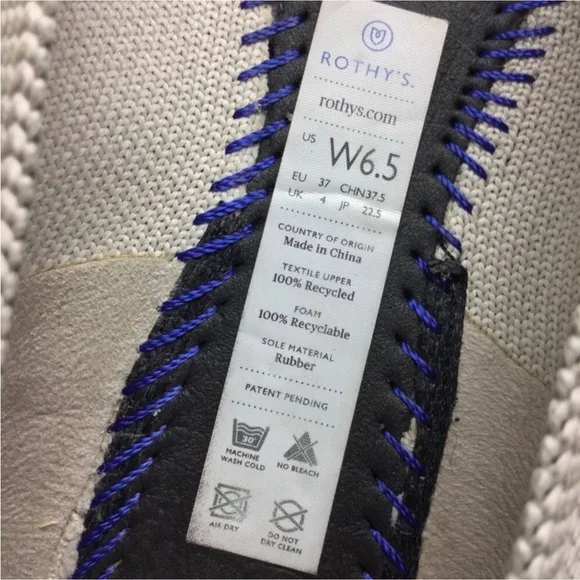 ROTHY'S.
rothys.com
US W6.5
EU 37 CHN37.5
UK 4 JP 22.5
COUNTRY OF ORIGIN
Made in China
TEXTILE UPPER
100% Recycled
FOAM
100% Recyclable
SOLE MATERIAL
Rubber
PATENT PENDING
30°
MACHINE WASH COLD
NO BLEACH
AIR DRY
DO NOT DRY CLEAN